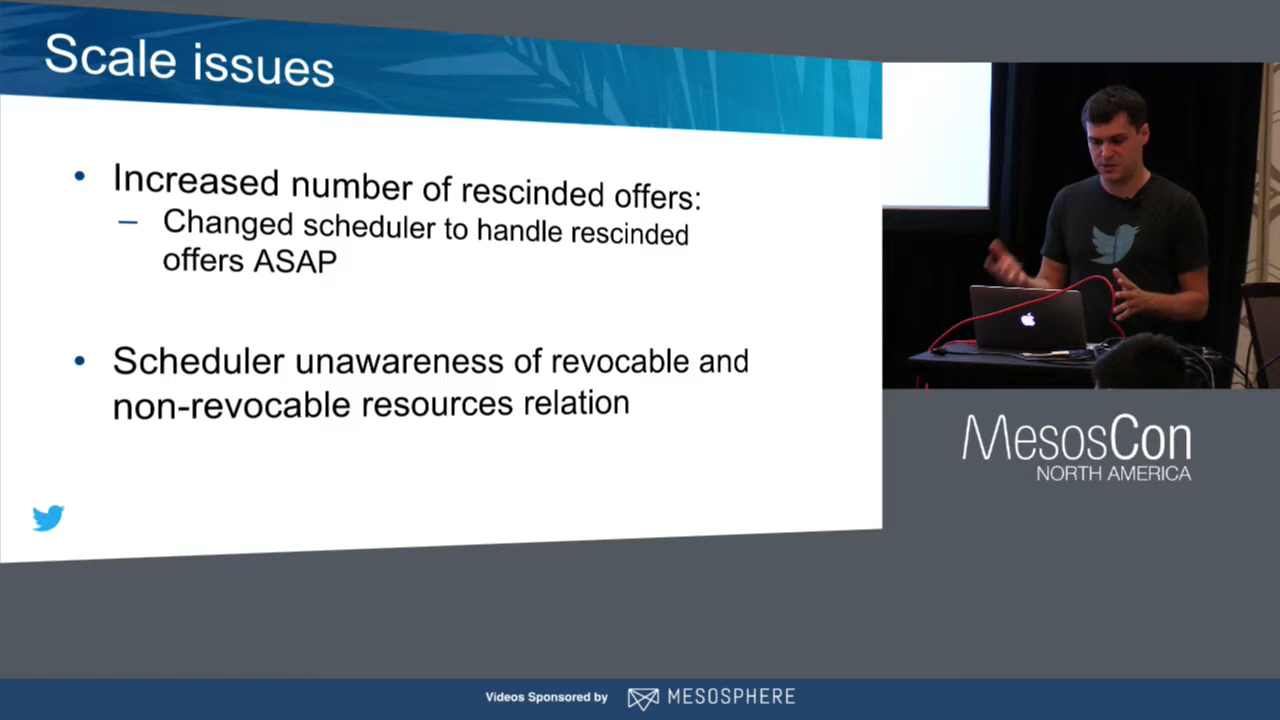 Scale issues
• Increased number of rescinded offers:
– Changed scheduler to handle rescinded
offers ASAP
• Scheduler unawareness of revocable and
non-revocable resources relation
MesosCon
NORTH AMERICA
Videos Sponsored by MESOSPHERE